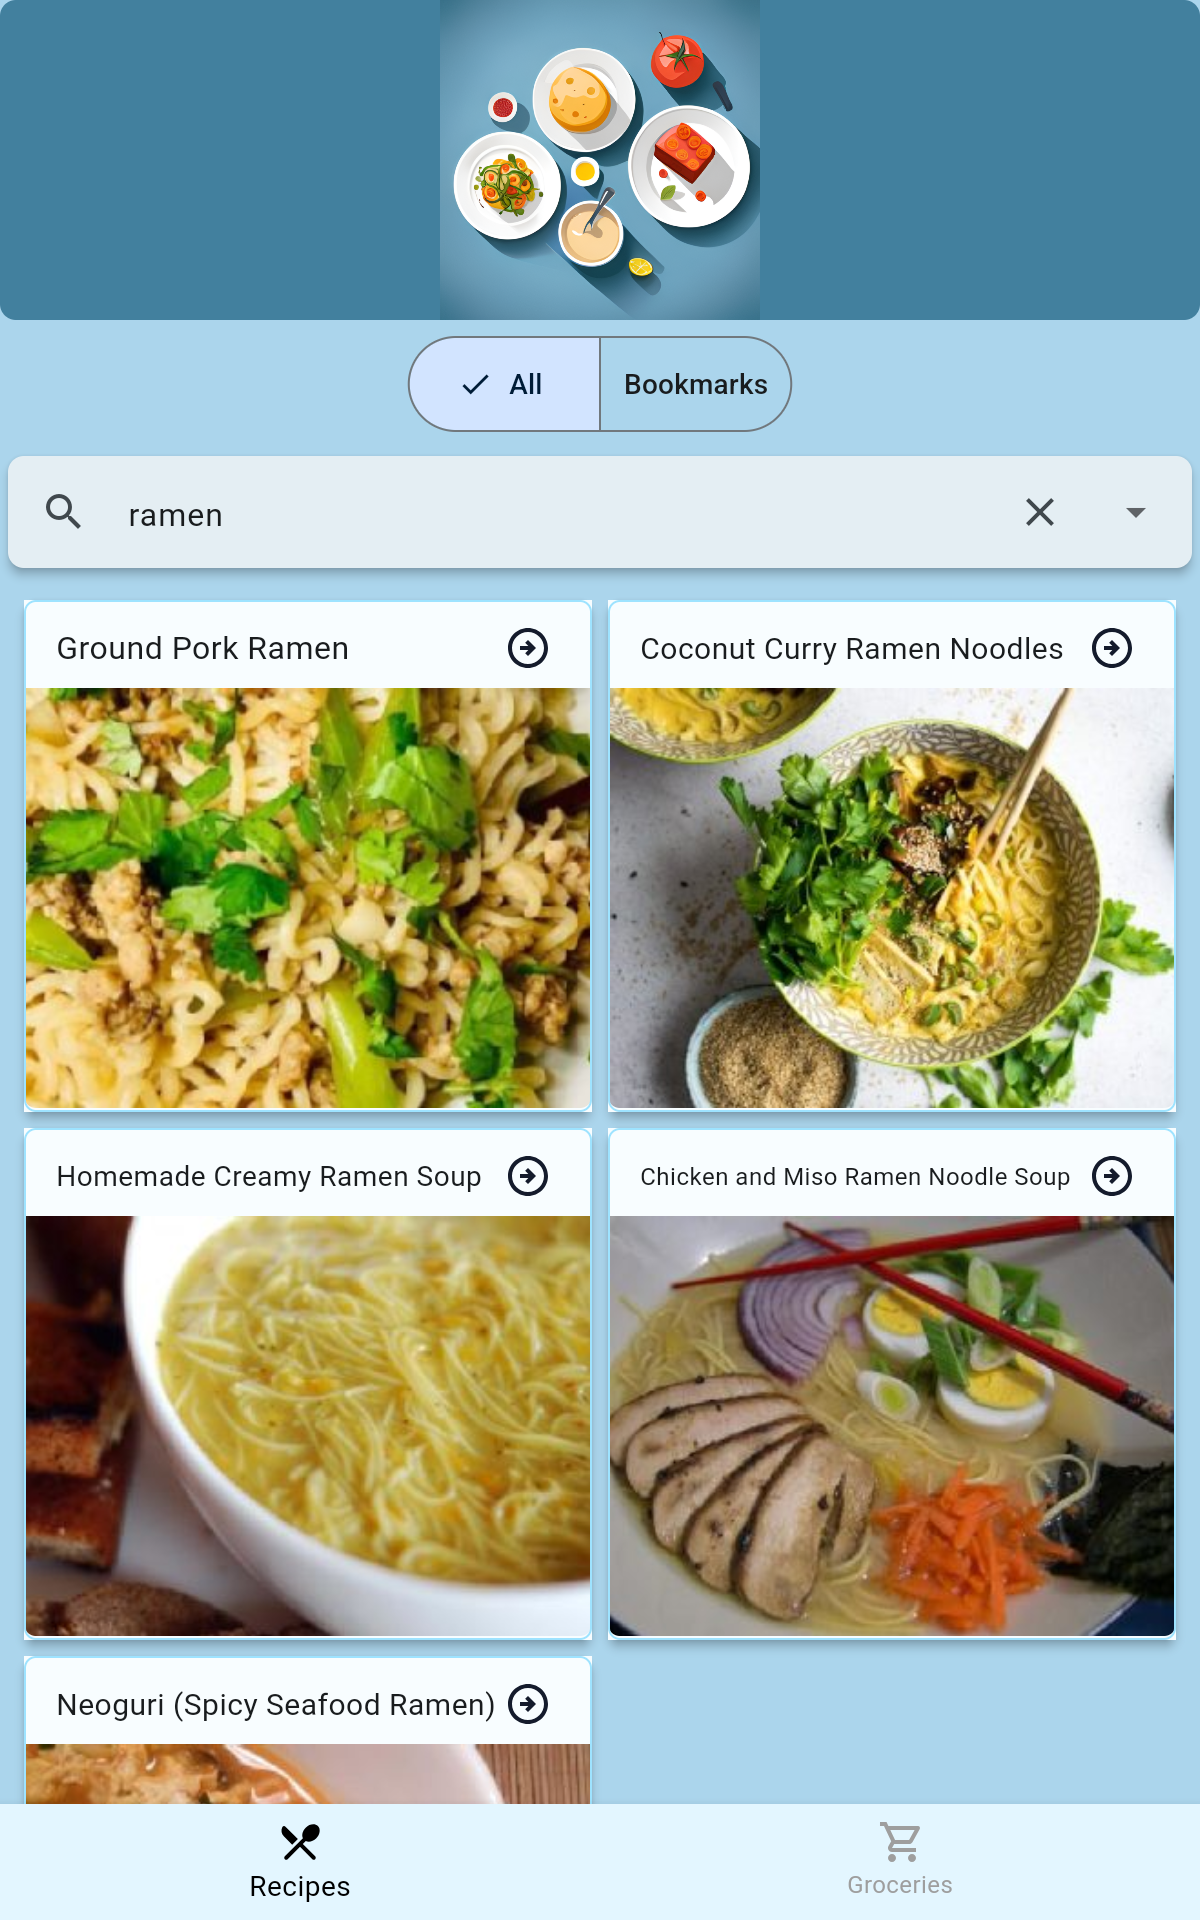 All
Bookmarks
ramen
Ground Pork Ramen
Coconut Curry Ramen Noodles
Homemade Creamy Ramen Soup
Chicken and Miso Ramen Noodle Soup
Neoguri (Spicy Seafood Ramen)
Recipes
Groceries